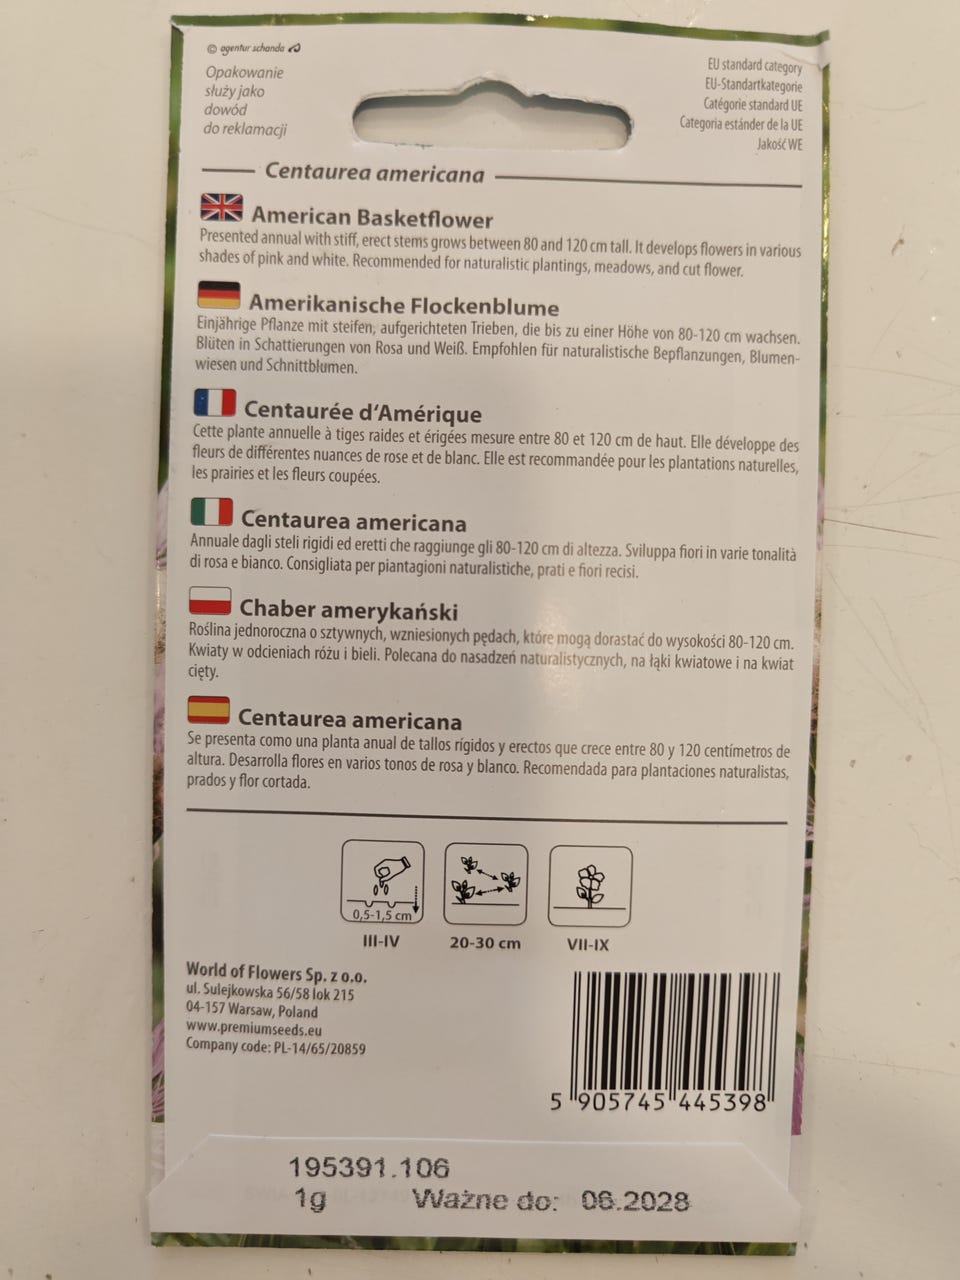 © agentur schanda
Opakowanie
służy jako
dowód
do reklamacji
EU standard category
EU-Standartkategorie
Catégorie standard UE
Categoria estánder de la UE
Jakość WE
Centaurea americana
American Basketflower
Presented annual with stiff, erect stems grows between 80 and 120 cm tall. It develops flowers in various
shades of pink and white. Recommended for naturalistic plantings, meadows, and cut flower.
Amerikanische Flockenblume
Einjährige Pflanze mit steifen, aufgerichteten Trieben, die bis zu einer Höhe von 80-120 cm wachsen.
Blüten in Schattierungen von Rosa und Weiß. Empfohlen für naturalistische Bepflanzungen, Blumen-
wiesen und Schnittblumen.
Centaurée d‘Amérique
Cette plante annuelle à tiges raides et érigées mesure entre 80 et 120 cm de haut. Elle développe des
fleurs de différentes nuances de rose et de blanc. Elle est recommandée pour les plantations naturelles,
les prairies et les fleurs coupées.
Centaurea americana
Annuale dagli steli rigidi ed eretti che raggiunge gli 80-120 cm di altezza. Sviluppa fiori in varie tonalità
di rosa e bianco. Consigliata per piantagioni naturalistiche, prati e fiori recisi.
Chaber amerykański
Roślina jednoroczna o sztywnych, wzniesionych pędach, które mogą dorastać do wysokości 80-120 cm.
Kwiaty w odcieniach różu i bieli. Polecana do nasadzeń naturalistycznych, na łąki kwiatowe i na kwiat
cięty.
Centaurea americana
Se presenta como una planta anual de tallos rígidos y erectos que crece entre 80 y 120 centímetros de
altura. Desarrolla flores en varios tonos de rosa y blanco. Recomendada para plantaciones naturalistas,
prados y flor cortada.
0,5-1,5 cm
III-IV
20-30 cm
VII-IX
World of Flowers Sp. z o.o.
ul. Sulejkowska 56/58 lok 215
04-157 Warsaw, Poland
www.premiumseeds.eu
Company code: PL-14/65/20859
5 905745 445398
195391.106
1g Ważne do: 06.2028